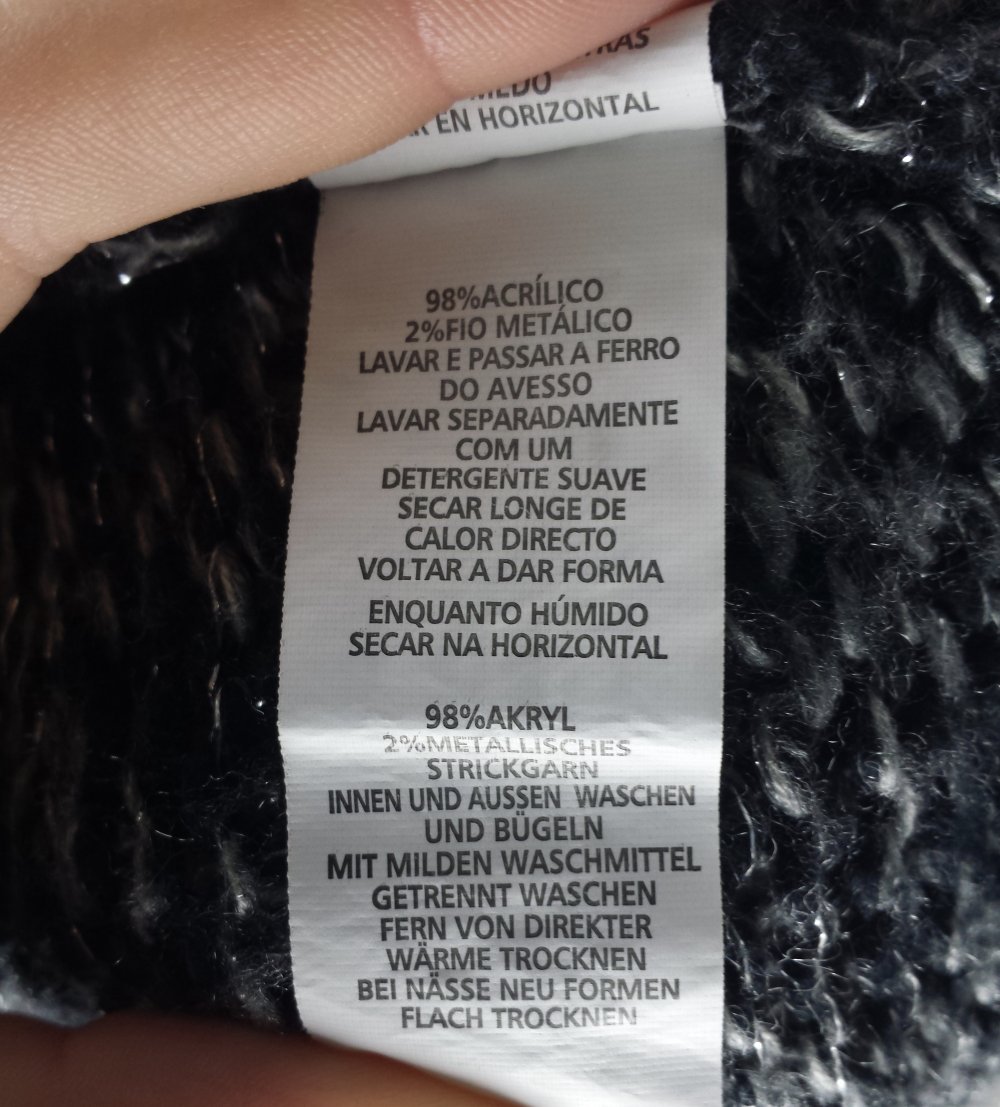 EN HORIZONTAL
98%ACRÍLICO
2%FIO METÁLICO
LAVAR E PASSAR A FERRO
DO AVESSO
LAVAR SEPARADAMENTE
COM UM
DETERGENTE SUAVE
SECAR LONGE DE
CALOR DIRECTO
VOLTAR A DAR FORMA
ENQUANTO HÚMIDO
SECAR NA HORIZONTAL
98%AKRYL
2%METALLISCHES
STRICKGARN
INNEN UND AUSSEN WASCHEN
UND BÜGELN
MIT MILDEN WASCHMITTEL
GETRENNT WASCHEN
FERN VON DIREKTER
WÄRME TROCKNEN
BEI NÄSSE NEU FORMEN
FLACH TROCKNEN